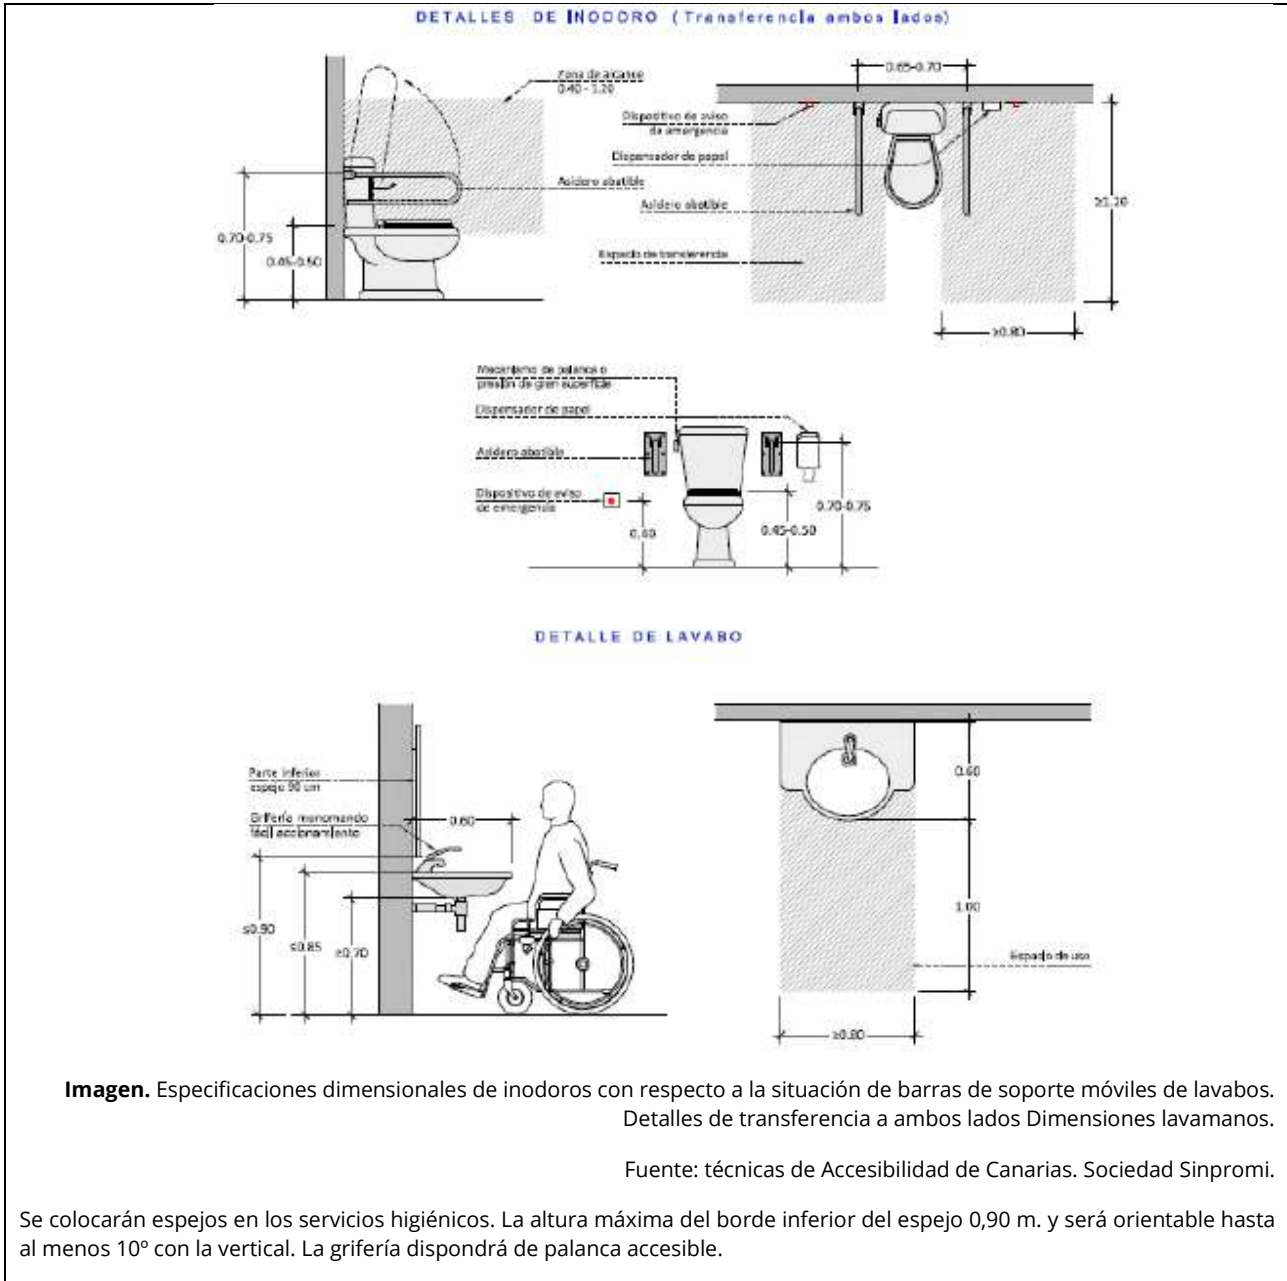 DETALLES DE INODORO (Transferencia ambos lados)
Zona de alcance
0.40 - 1.20
Asidero abatible
0.70-0.75
0.45-0.50
0.65-0.70
Dispositivo de aviso
de emergencia
Dispensador de papel
Asidero abatible
Espacio de transferencia
≥1.20
≥0.80
Mecanismo de palanca o
presión de gran superficie
Dispensador de papel
Asidero abatible
Dispositivo de aviso
de emergencia
0.40
0.45-0.50
0.70-0.75
DETALLE DE LAVABO
Parte inferior
espejo 90 cm
Grifería monomando
fácil accionamiento
0.60
≤0.90
≤0.85
≥0.70
0.60
1.00
Espacio de uso
≥0.80
Imagen. Especificaciones dimensionales de inodoros con respecto a la situación de barras de soporte móviles de lavabos.
Detalles de transferencia a ambos lados Dimensiones lavamanos.
Fuente: técnicas de Accesibilidad de Canarias. Sociedad Sinpromi.
Se colocarán espejos en los servicios higiénicos. La altura máxima del borde inferior del espejo 0,90 m. y será orientable hasta
al menos 10º con la vertical. La grifería dispondrá de palanca accesible.